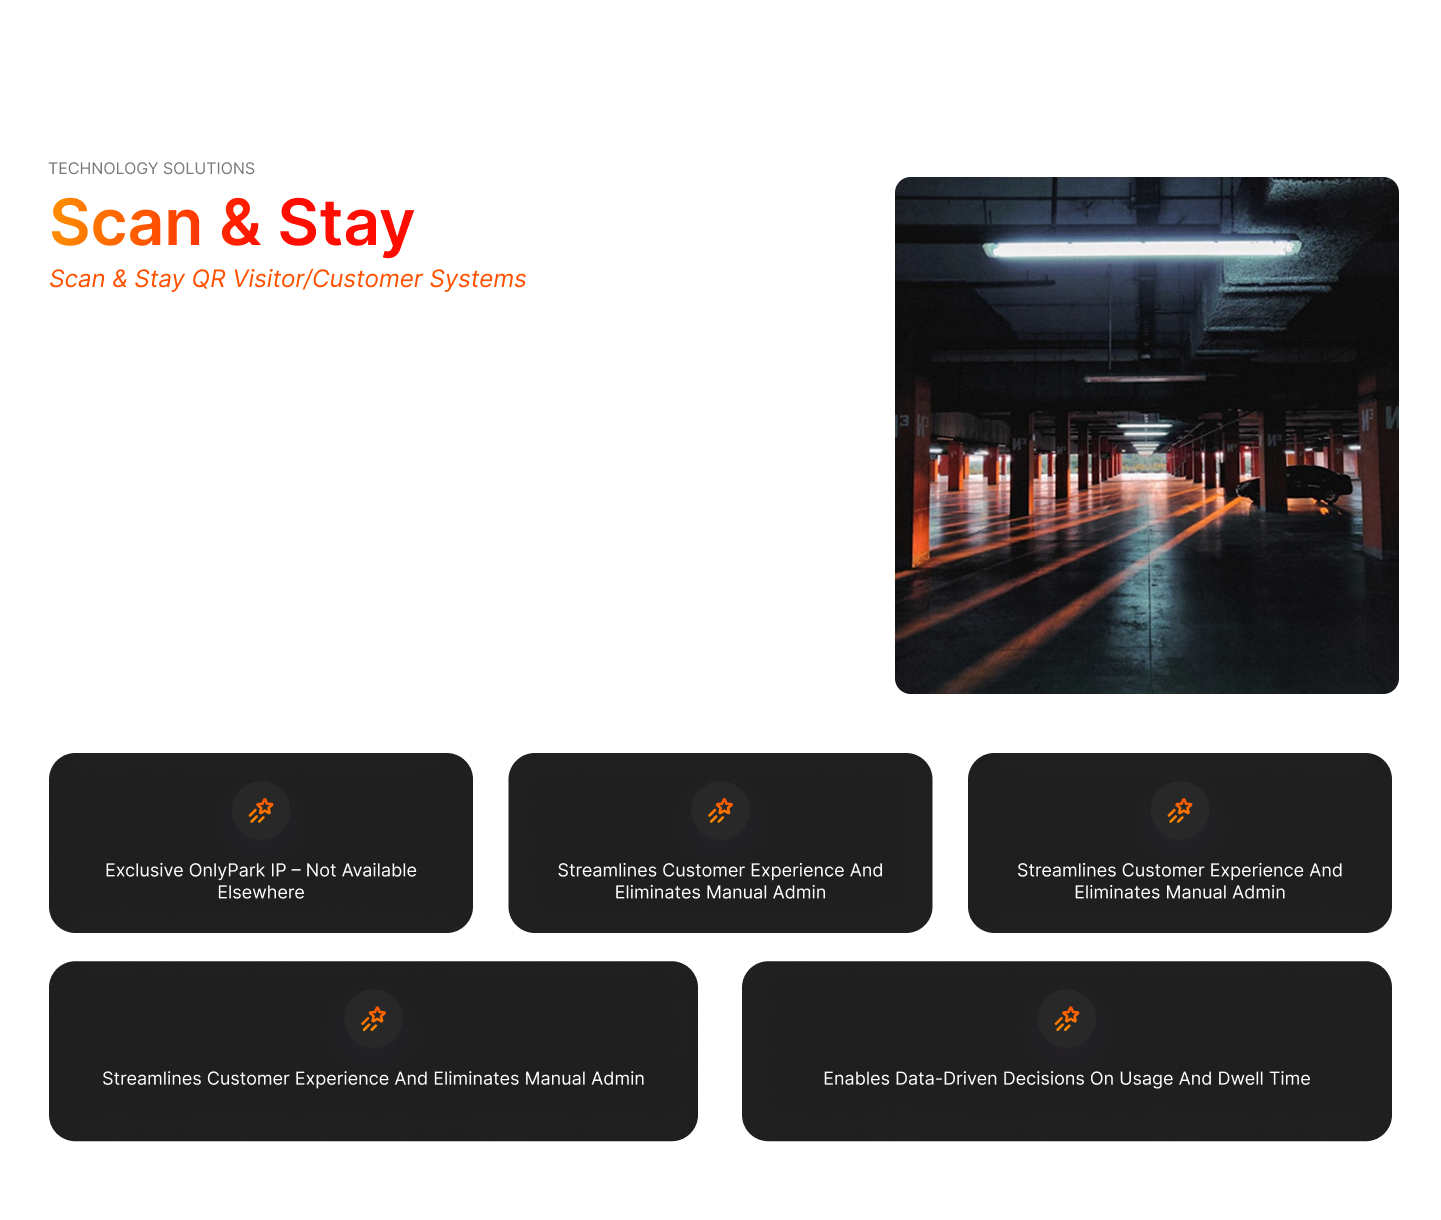 TECHNOLOGY SOLUTIONS
Scan & Stay
Scan & Stay QR Visitor/Customer Systems
Exclusive OnlyPark IP – Not Available
Elsewhere
Streamlines Customer Experience And
Eliminates Manual Admin
Streamlines Customer Experience And
Eliminates Manual Admin
Streamlines Customer Experience And Eliminates Manual Admin
Enables Data-Driven Decisions On Usage And Dwell Time